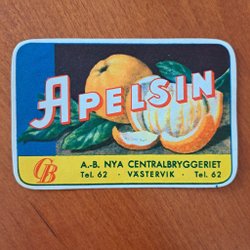 APELSIN
CB
A.-B. NYA CENTRALBRYGGERIET
Tel. 62 · VÄSTERVIK · Tel. 62